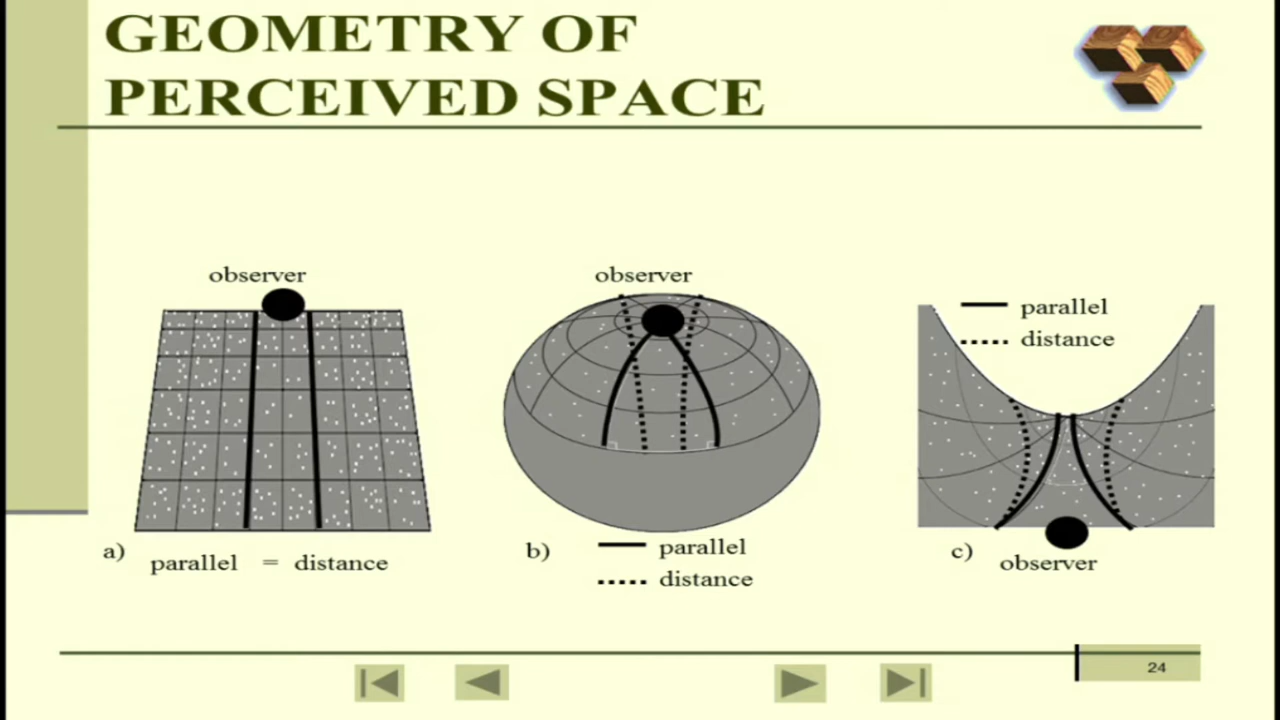 GEOMETRY OF
PERCEIVED SPACE
observer
a)
parallel = distance
observer
b)
parallel
distance
parallel
distance
c)
observer
24